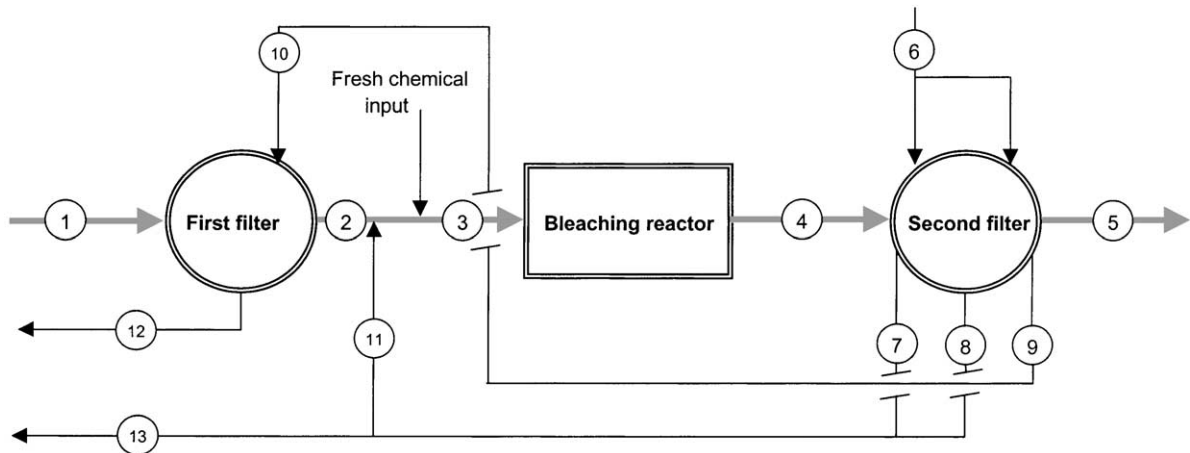 10
6
Fresh chemical
input
1
First filter
2
3
Bleaching reactor
4
Second filter
5
12
11
7
8
9
13